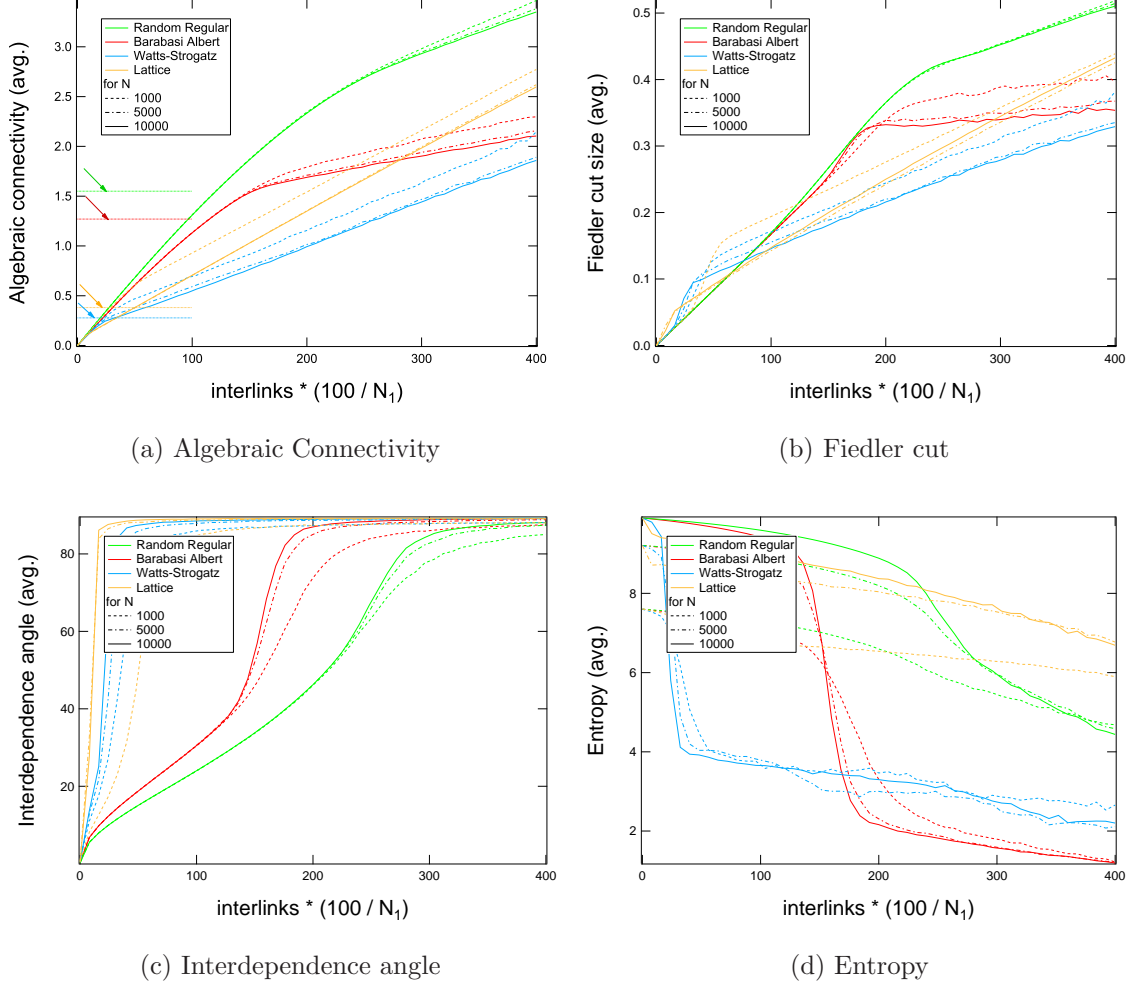 Algebraic connectivity (avg.)
3.0
2.5
2.0
1.5
1.0
0.5
0.0
0
100
200
300
400
interlinks * (100 / N1)
Random Regular
Barabasi Albert
Watts-Strogatz
Lattice
for N
1000
5000
10000
(a) Algebraic Connectivity
Fiedler cut size (avg.)
0.5
0.4
0.3
0.2
0.1
0.0
0
100
200
300
400
interlinks * (100 / N1)
Random Regular
Barabasi Albert
Watts-Strogatz
Lattice
for N
1000
5000
10000
(b) Fiedler cut
Interdependence angle (avg.)
80
60
40
20
0
100
200
300
400
interlinks * (100 / N1)
Random Regular
Barabasi Albert
Watts-Strogatz
Lattice
for N
1000
5000
10000
(c) Interdependence angle
Entropy (avg.)
8
6
4
2
0
100
200
300
400
interlinks * (100 / N1)
Random Regular
Barabasi Albert
Watts-Strogatz
Lattice
for N
1000
5000
10000
(d) Entropy